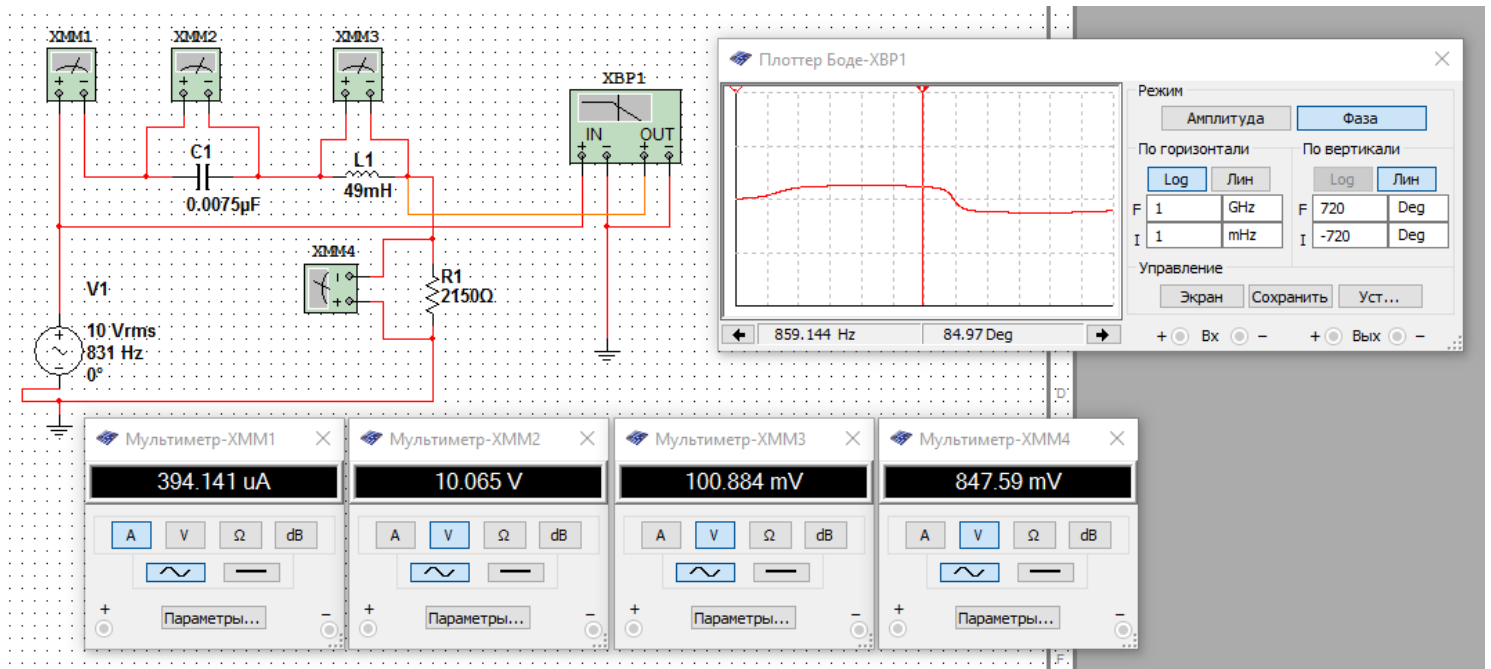 XMM1
XMM2
XMM3
XBP1
IN OUT
C1
0.0075µF
L1
49mH
XMM4
R1
2150Ω
V1
10 Vrms
831 Hz
0°
Плоттер Боде-XBP1
Режим
Амплитуда Фаза
По горизонтали По вертикали
Log Лин Log Лин
F 1 GHz F 720 Deg
I 1 mHz I -720 Deg
Управление
Экран Сохранить Уст...
859.144 Hz 84.97 Deg
+ Вх − + Вых −
D
F
Мультиметр-XMM1
394.141 uA
A V Ω dB
+ Параметры... −
Мультиметр-XMM2
10.065 V
A V Ω dB
+ Параметры... −
Мультиметр-XMM3
100.884 mV
A V Ω dB
+ Параметры... −
Мультиметр-XMM4
847.59 mV
A V Ω dB
+ Параметры... −